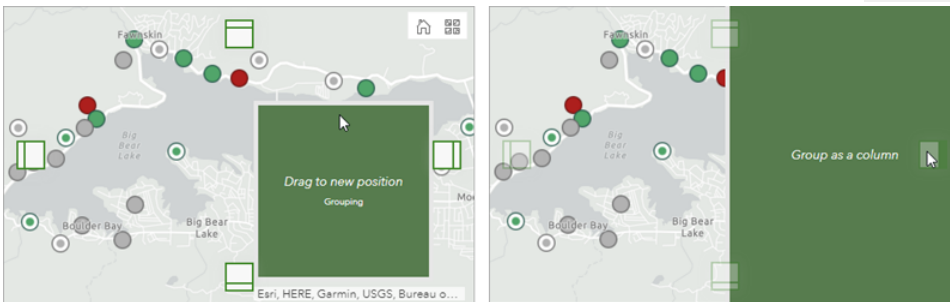 Fawnskin
Big
Bear
Lake
Drag to new position
Grouping
Boulder Bay
Big Bear
Lake
Mo
Esri, HERE, Garmin, USGS, Bureau o...
Fawnskin
Big
Bear
Lake
Group as a column
Boulder Bay
Big Bear
Lake